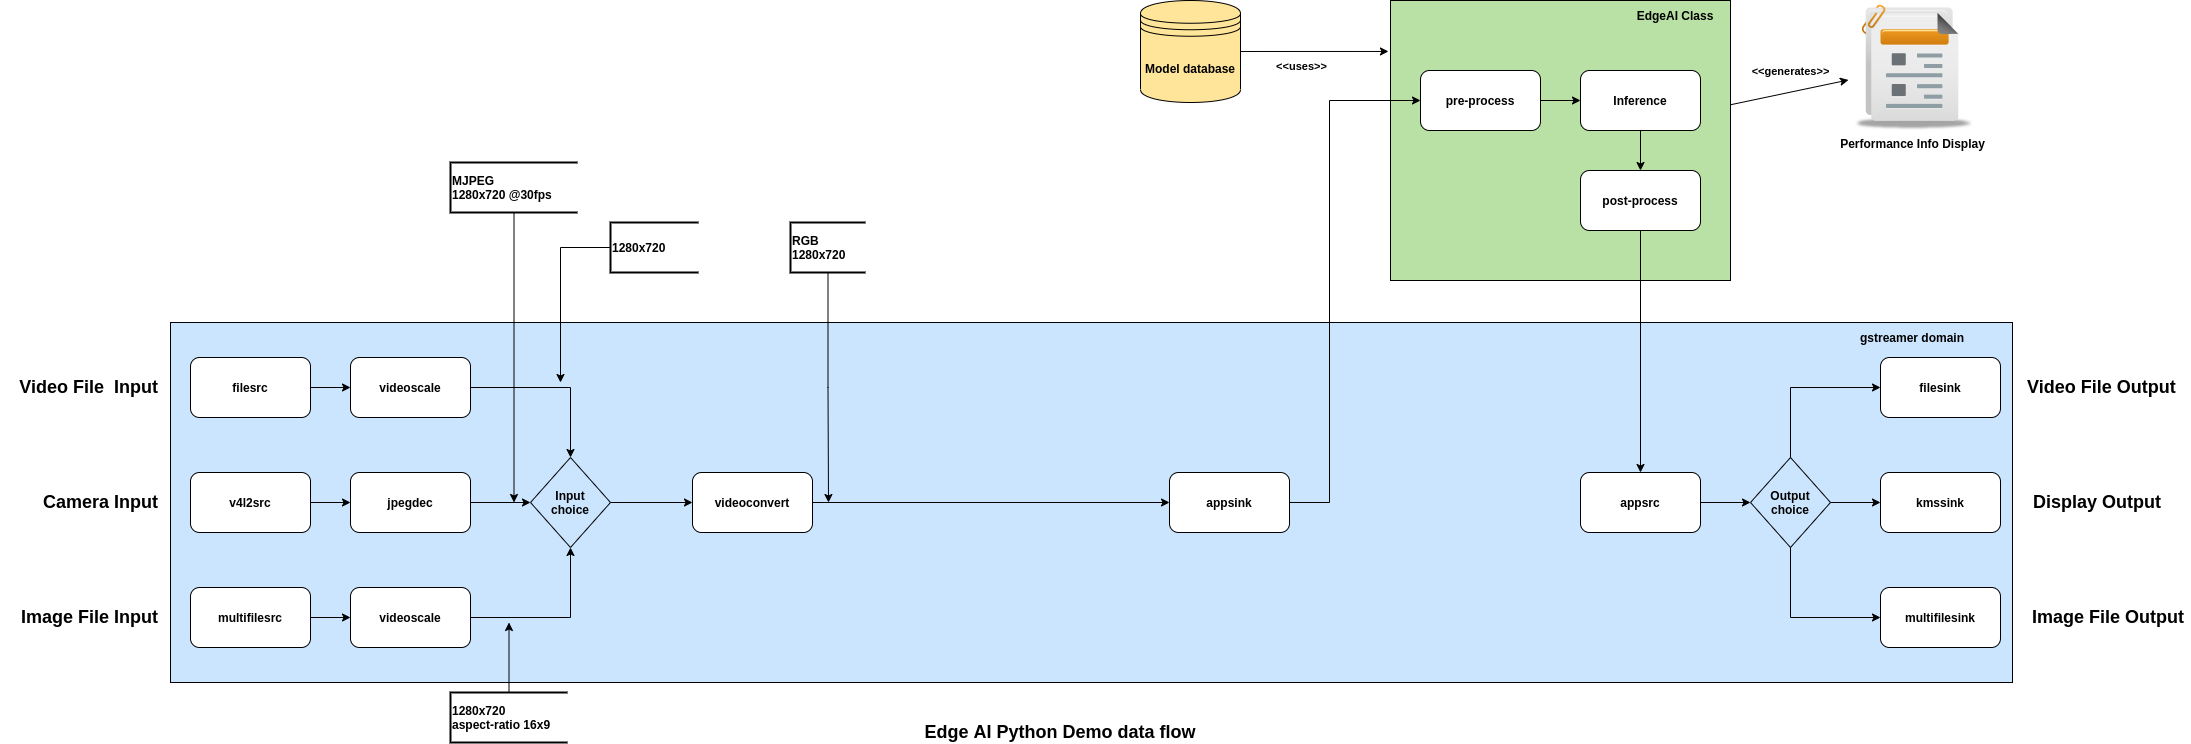 EdgeAI Class
Model database
<<uses>>
<<generates>>
pre-process
Inference
Performance Info Display
MJPEG
1280x720 @30fps
post-process
1280x720
RGB
1280x720
gstreamer domain
Video File  Input
filesrc
videoscale
filesink
Video File Output
Camera Input
v4l2src
jpegdec
Input
choice
videoconvert
appsink
appsrc
Output
choice
kmssink
Display Output
Image File Input
multifilesrc
videoscale
multifilesink
Image File Output
1280x720
aspect-ratio 16x9
Edge AI Python Demo data flow